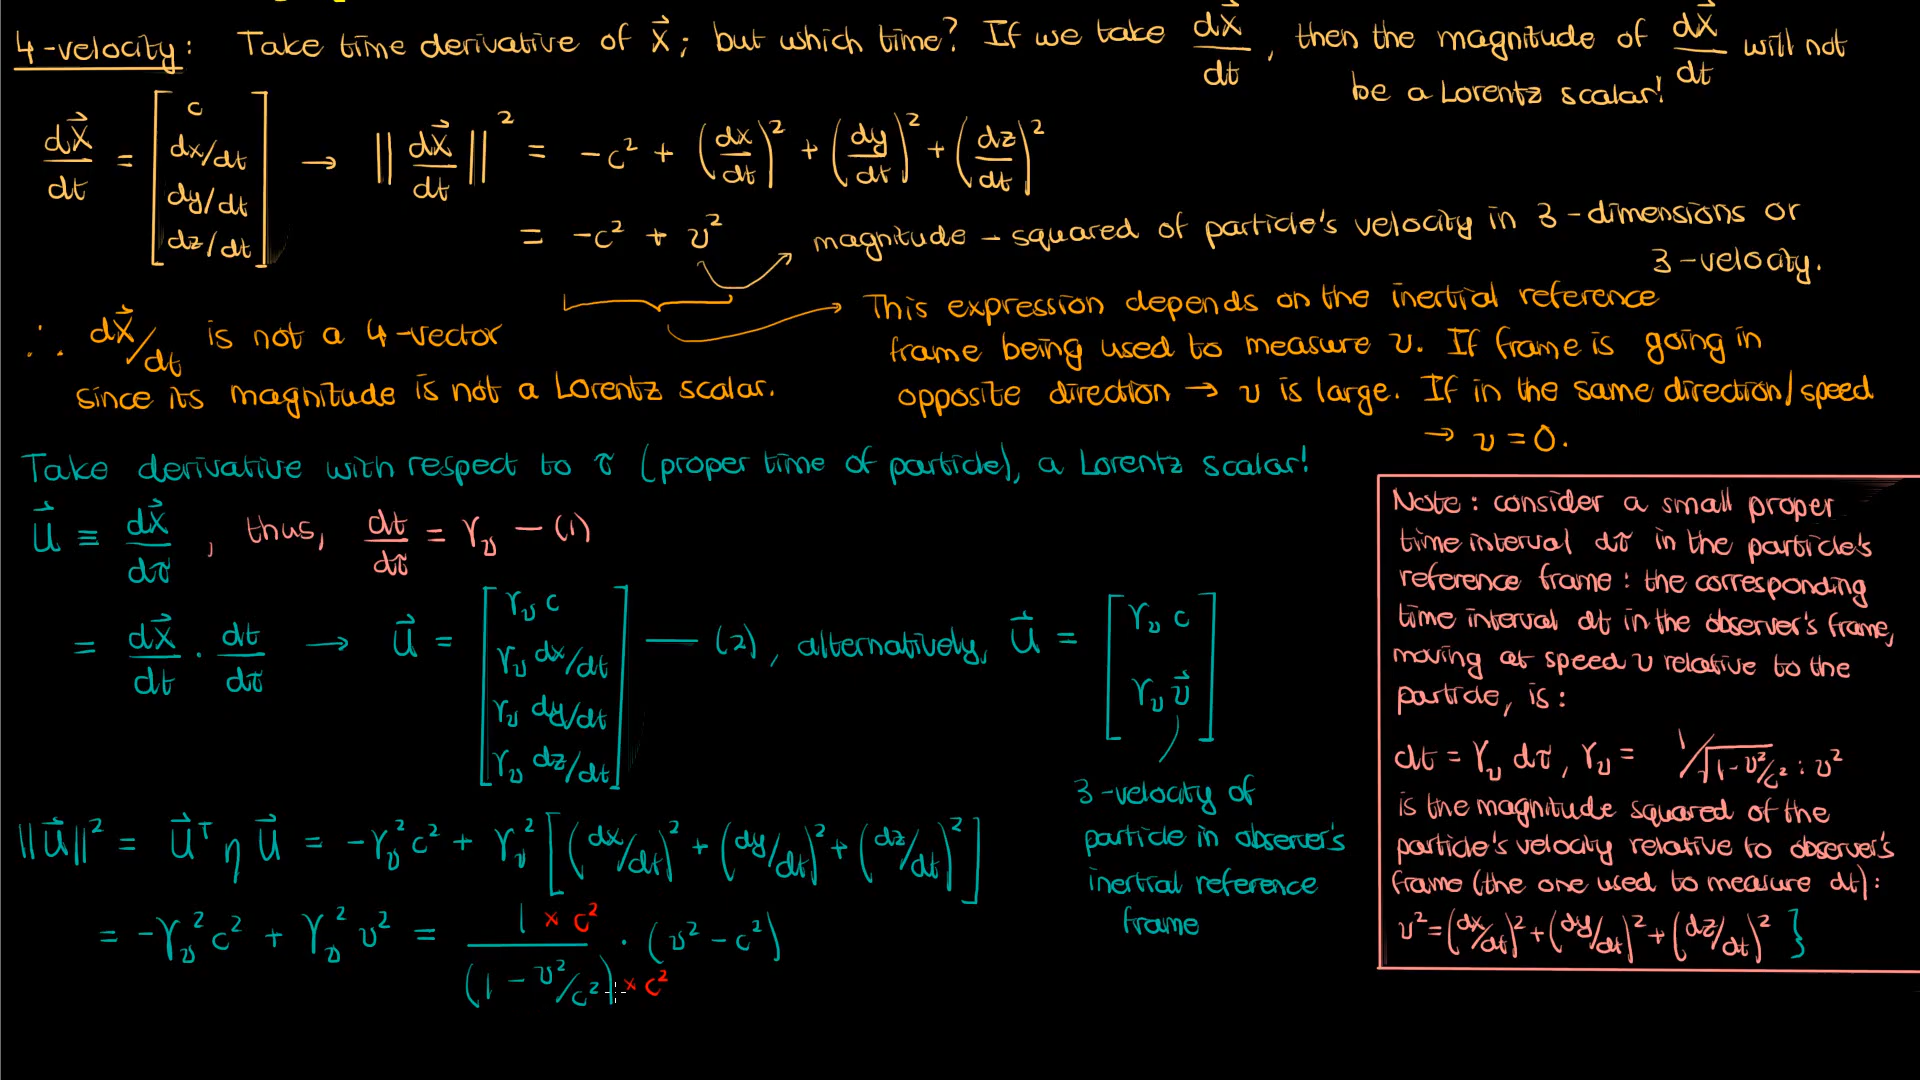 4-velocity: Take time derivative of X⃗; but which time? If we take dX⃗/dt, then the magnitude of dX⃗/dt will not
be a Lorentz scalar!
dX⃗/dt = [c, dx/dt, dy/dt, dz/dt] → ||dX⃗/dt||² = -c² + (dx/dt)² + (dy/dt)² + (dz/dt)²
= -c² + v² magnitude-squared of particle's velocity in 3-dimensions or
3-velocity.
This expression depends on the inertial reference
frame being used to measure v. If frame is going in
opposite direction → v is large. If in the same direction/speed
→ v = 0.
∴ dX⃗/dt is not a 4-vector
since its magnitude is not a Lorentz scalar.
Take derivative with respect to τ (proper time of particle), a Lorentz scalar!
U⃗ ≡ dX⃗/dτ, thus, dt/dτ = γᵥ — (1)
= dX⃗/dt · dt/dτ → U⃗ = [γᵥ c, γᵥ dx/dt, γᵥ dy/dt, γᵥ dz/dt] — (2), alternatively, U⃗ = [γᵥ c, γᵥ v⃗]
3-velocity of
particle in observer's
inertial reference
frame
||U⃗||² = U⃗ᵀ η U⃗ = -γᵥ²c² + γᵥ² [(dx/dt)² + (dy/dt)² + (dz/dt)²]
= -γᵥ²c² + γᵥ²v² = 1 × c² / (1 - v²/c²) × c² · (v² - c²)
Note: consider a small proper
time interval dτ in the particle's
reference frame: the corresponding
time interval dt in the observer's frame,
moving at speed v relative to the
particle, is:
dt = γᵥ dτ, γᵥ = 1/√(1-v²/c²) : v²
is the magnitude squared of the
particle's velocity relative to observer's
frame (the one used to measure dt):
v² = (dx/dt)² + (dy/dt)² + (dz/dt)² }